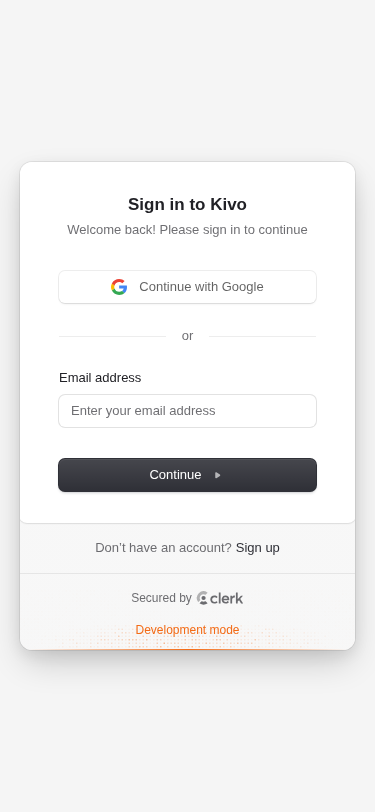 Sign in to Kivo
Welcome back! Please sign in to continue
Continue with Google
or
Email address
Enter your email address
Continue
Don’t have an account? Sign up
Secured by clerk
Development mode